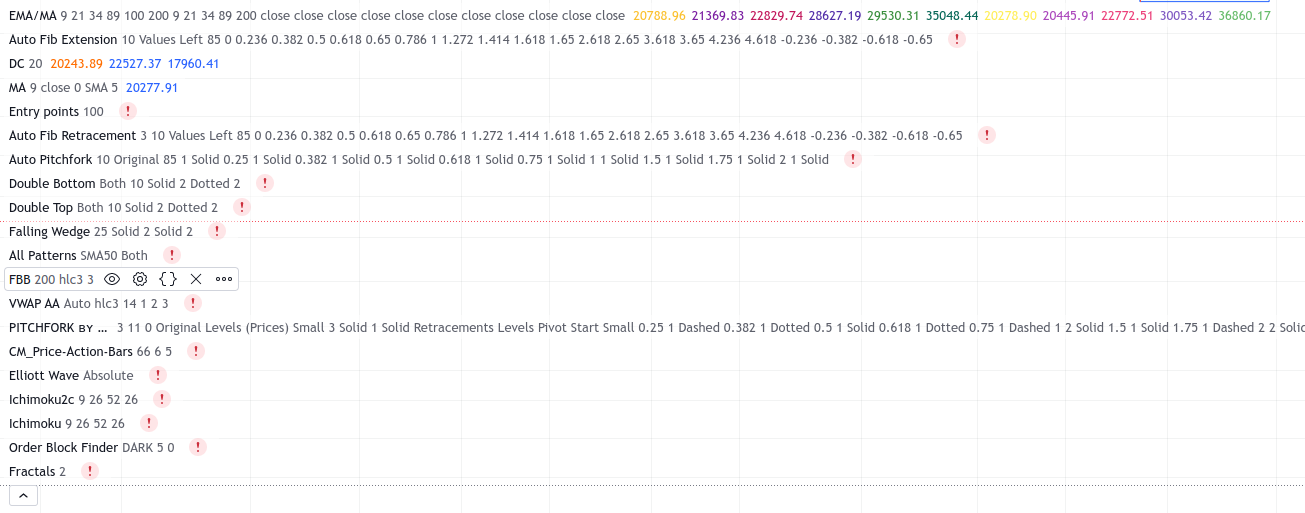 EMA/MA 9 21 34 89 100 200 9 21 34 89 200 close close close close close close close close close close close 20788.96 21369.83 22829.74 28627.19 29530.31 35048.44 20278.90 20445.91 22772.51 30053.42 36860.17
Auto Fib Extension 10 Values Left 85 0 0.236 0.382 0.5 0.618 0.65 0.786 1 1.272 1.414 1.618 1.65 2.618 2.65 3.618 3.65 4.236 4.618 -0.236 -0.382 -0.618 -0.65 !
DC 20 20243.89 22527.37 17960.41
MA 9 close 0 SMA 5 20277.91
Entry points 100 !
Auto Fib Retracement 3 10 Values Left 85 0 0.236 0.382 0.5 0.618 0.65 0.786 1 1.272 1.414 1.618 1.65 2.618 2.65 3.618 3.65 4.236 4.618 -0.236 -0.382 -0.618 -0.65 !
Auto Pitchfork 10 Original 85 1 Solid 0.25 1 Solid 0.382 1 Solid 0.5 1 Solid 0.618 1 Solid 0.75 1 Solid 1 1 Solid 1.5 1 Solid 1.75 1 Solid 2 1 Solid !
Double Bottom Both 10 Solid 2 Dotted 2 !
Double Top Both 10 Solid 2 Dotted 2 !
Falling Wedge 25 Solid 2 Solid 2 !
All Patterns SMA50 Both !
FBB 200 hlc3 3
VWAP AA Auto hlc3 14 1 2 3 !
PITCHFORK BY ... 3 11 0 Original Levels (Prices) Small 3 Solid 1 Solid Retracements Levels Pivot Start Small 0.25 1 Dashed 0.382 1 Dotted 0.5 1 Solid 0.618 1 Dotted 0.75 1 Dashed 1 2 Solid 1.5 1 Solid 1.75 1 Dashed 2 2 Solid
CM_Price-Action-Bars 66 6 5 !
Elliott Wave Absolute !
Ichimoku2c 9 26 52 26 !
Ichimoku 9 26 52 26 !
Order Block Finder DARK 5 0 !
Fractals 2 !